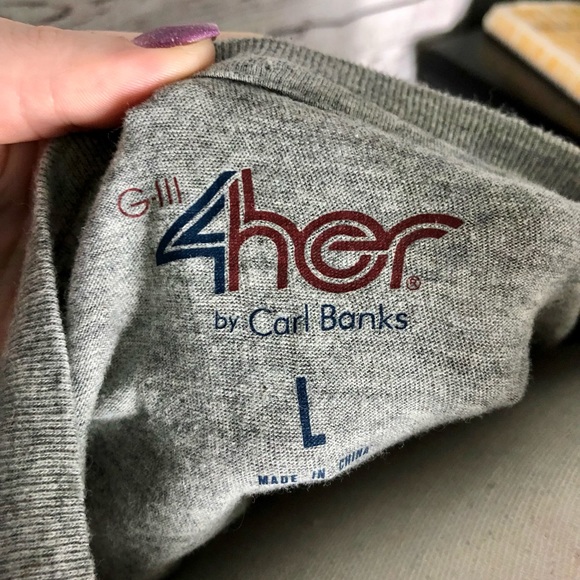 G-III 4her®
by Carl Banks
L
MADE IN CHINA